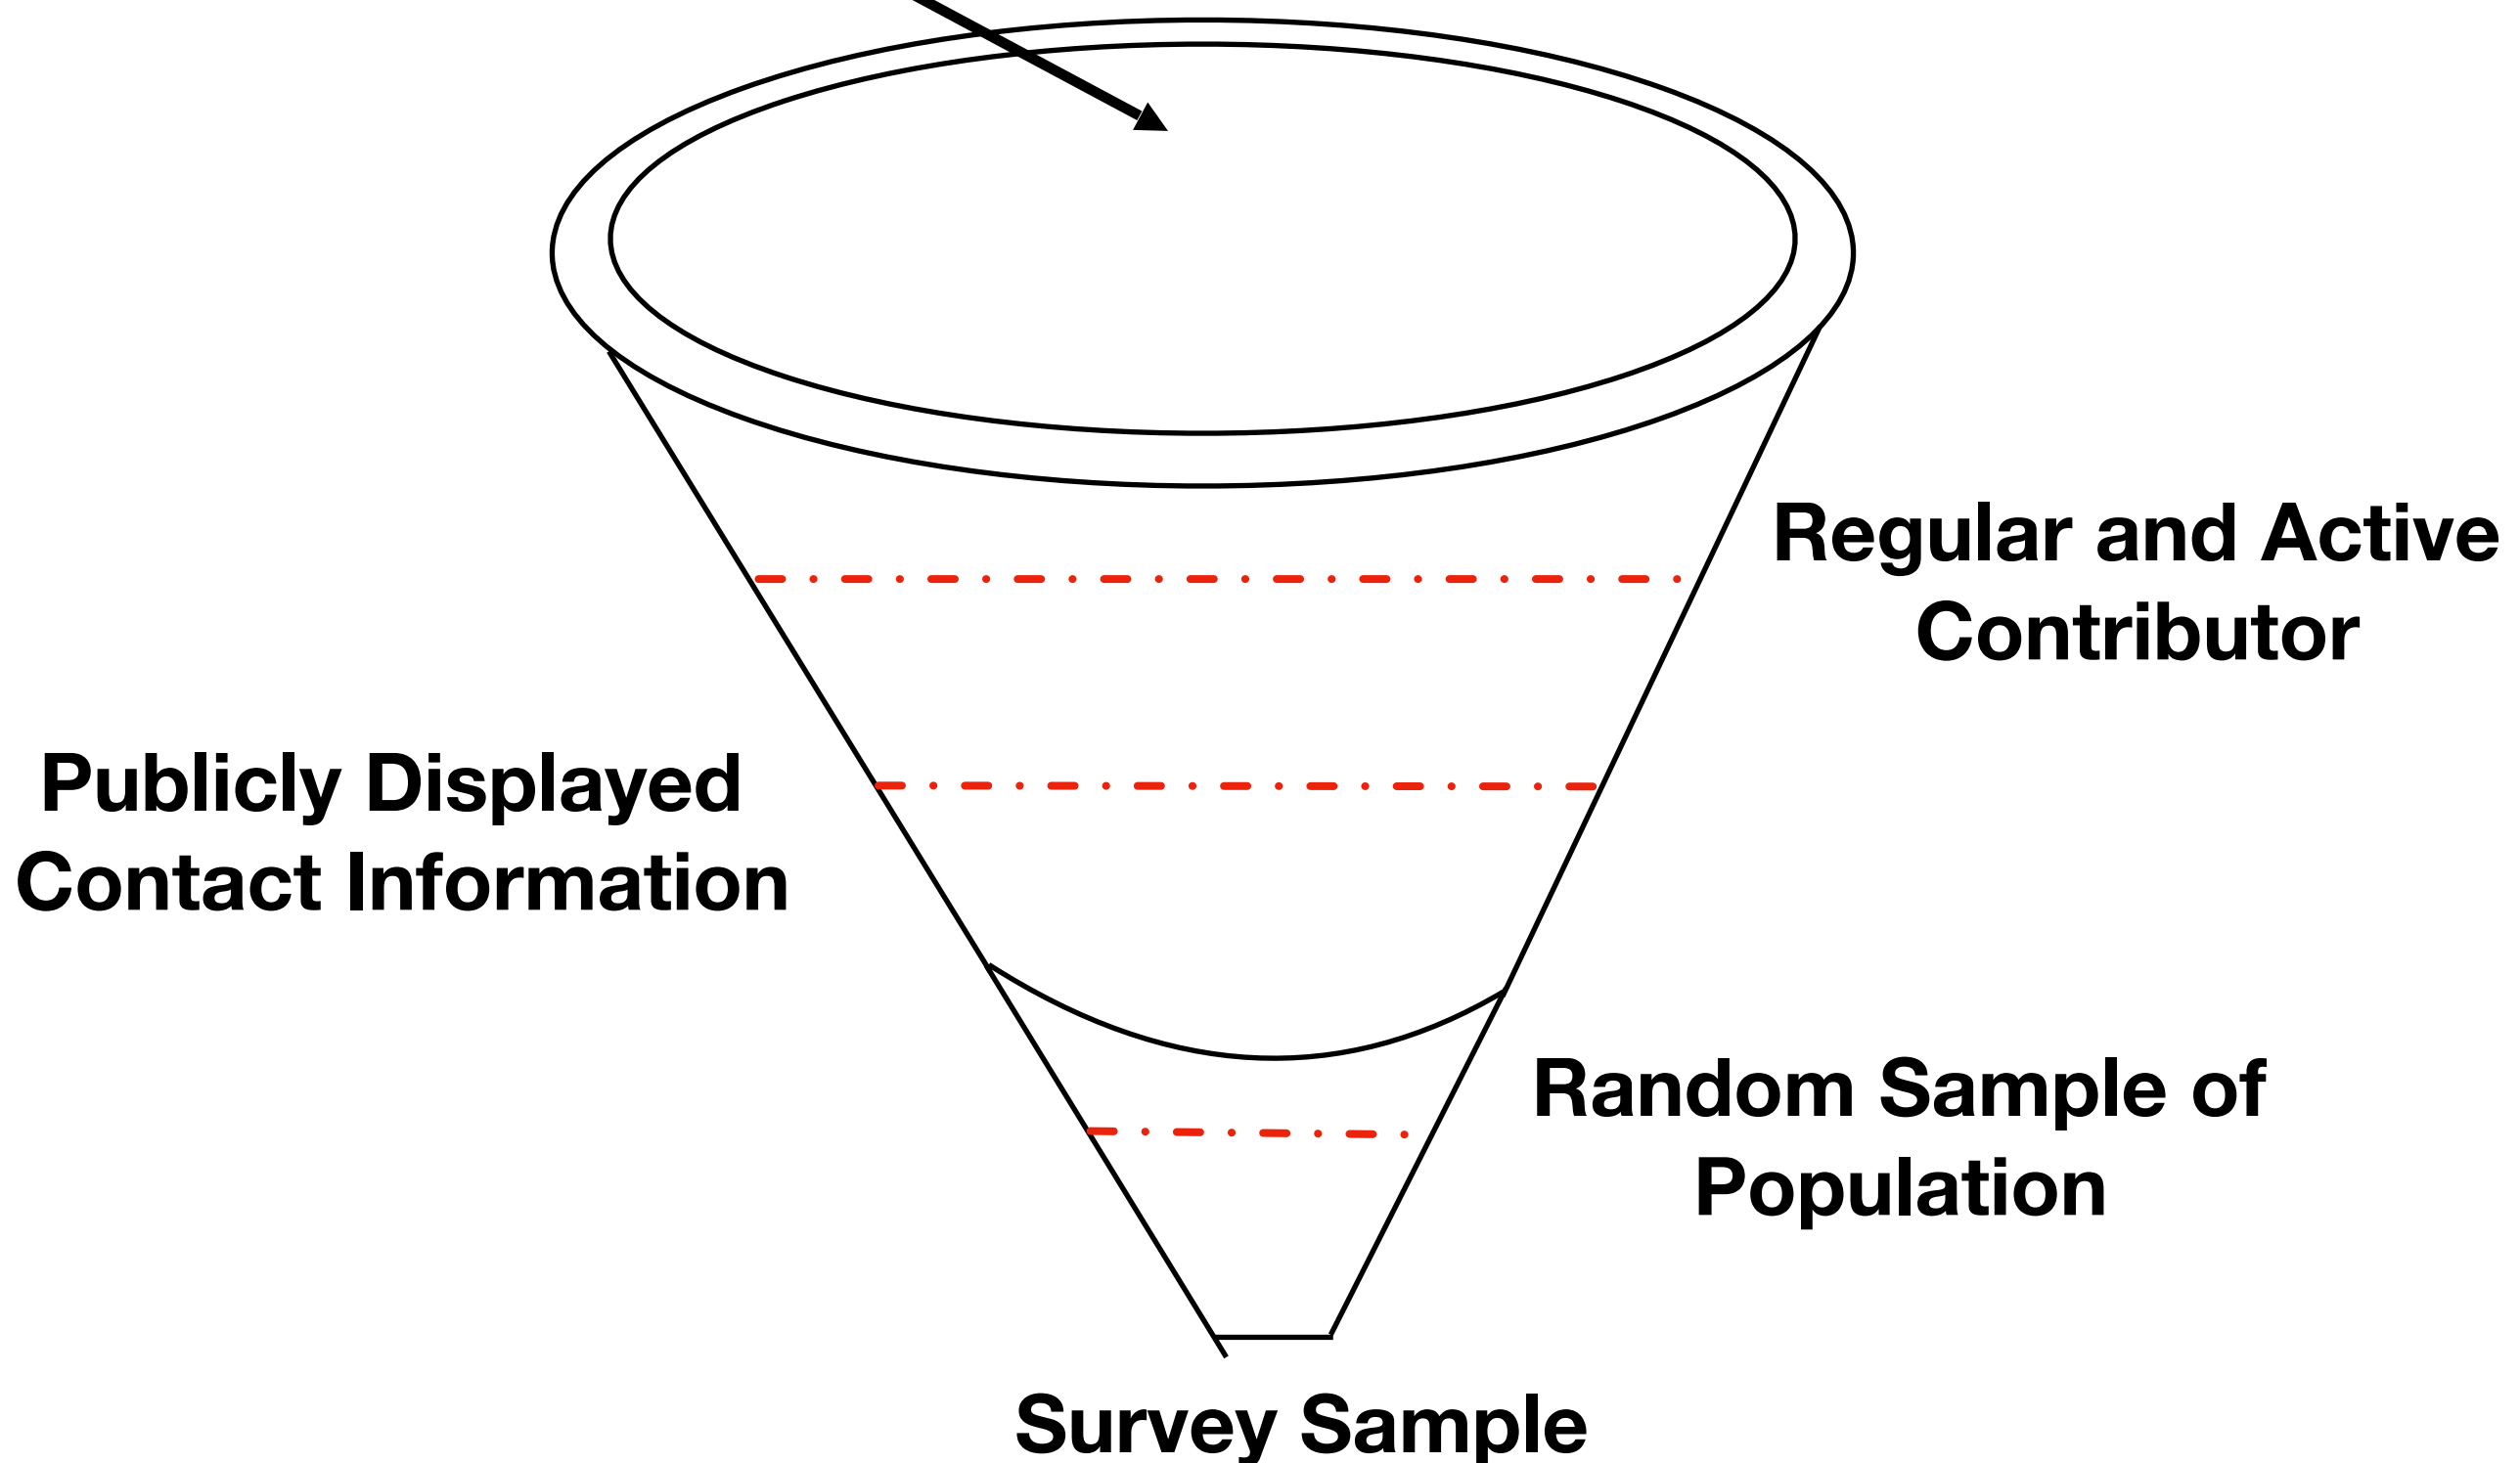 Regular and Active
Contributor
Publicly Displayed
Contact Information
Random Sample of
Population
Survey Sample